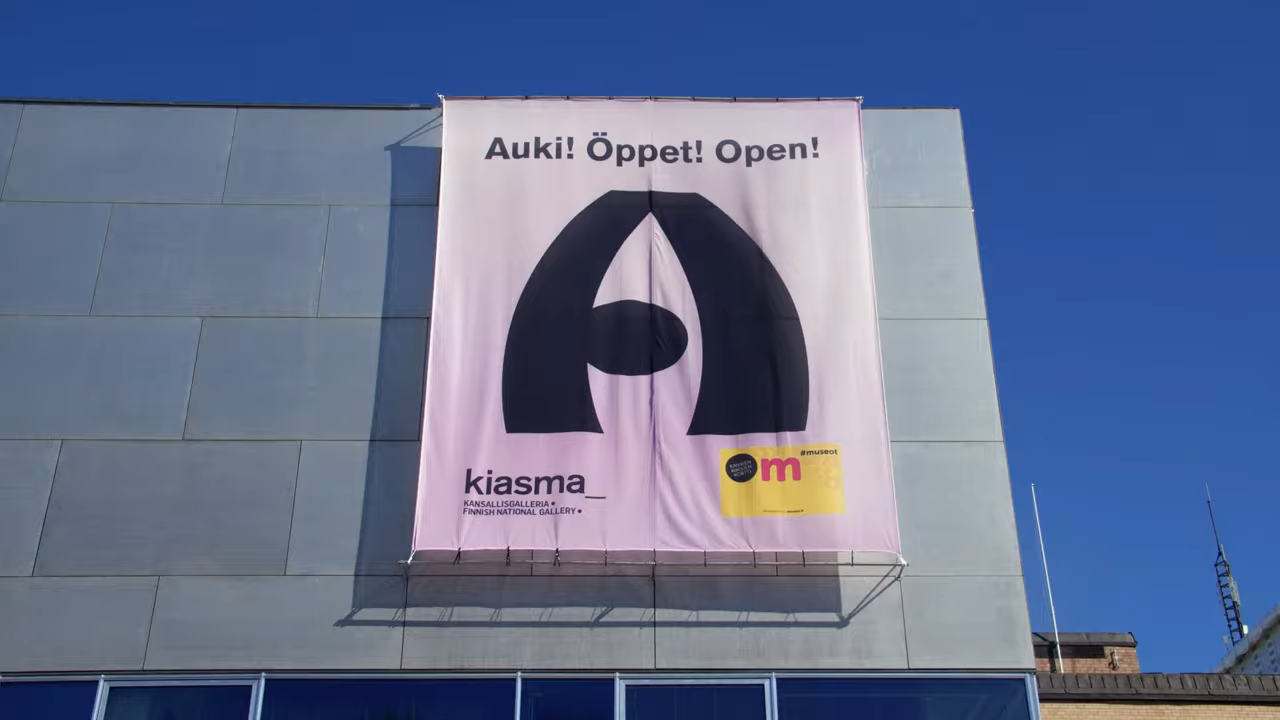 Auki! Öppet! Open!
A
kiasma_
KANSALLISGALLERIA •
FINNISH NATIONAL GALLERY •
#museot
m